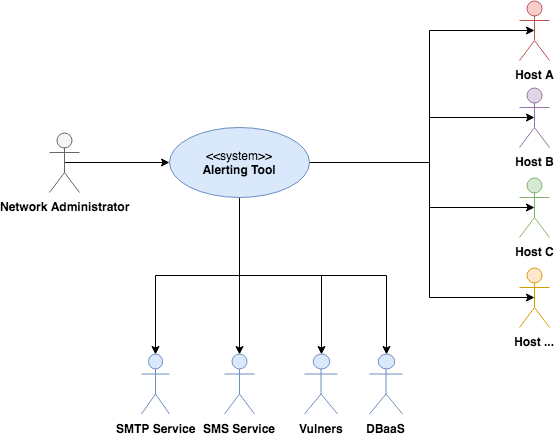 Host A
Host B
<<system>>
Alerting Tool
Network Administrator
Host C
Host ...
SMTP Service
SMS Service
Vulners
DBaaS